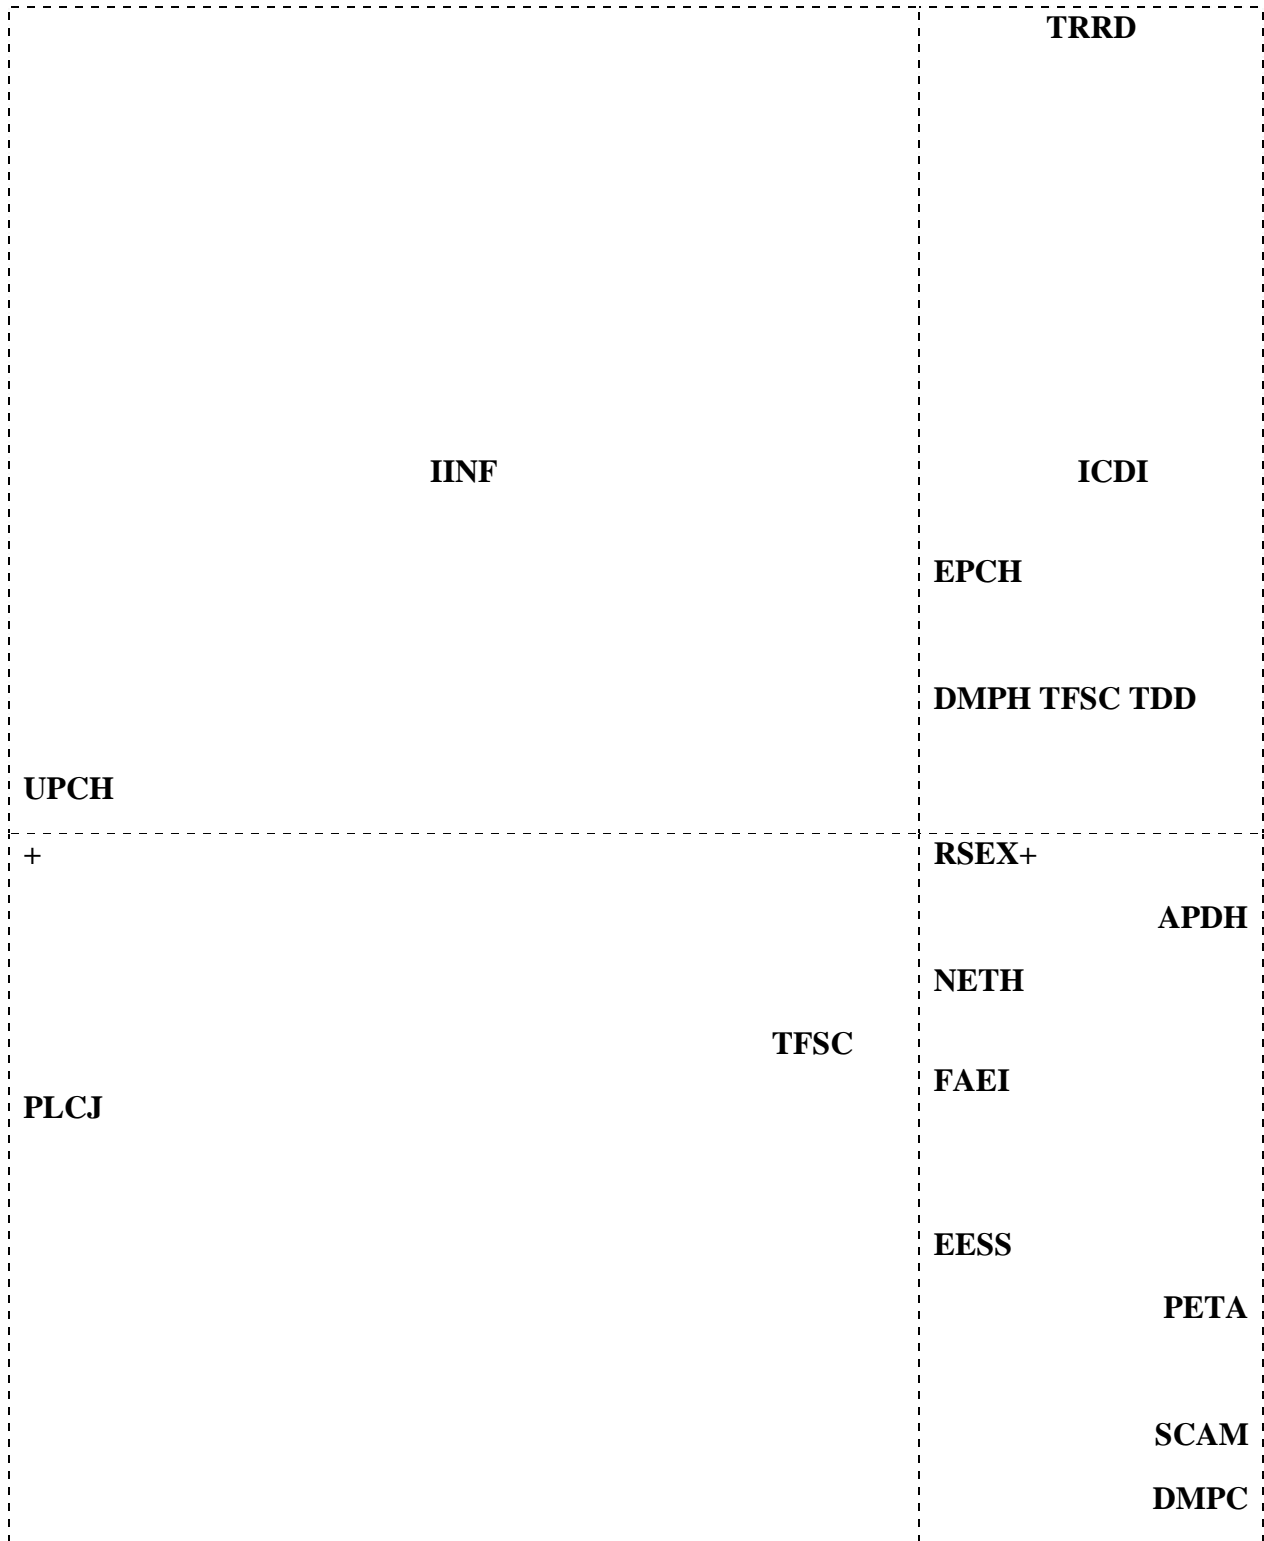 TRRD
IINF
ICDI
EPCH
DMPH TFSC TDD
UPCH
+
RSEX+
APDH
NETH
TFSC
FAEI
PLCJ
EESS
PETA
SCAM
DMPC